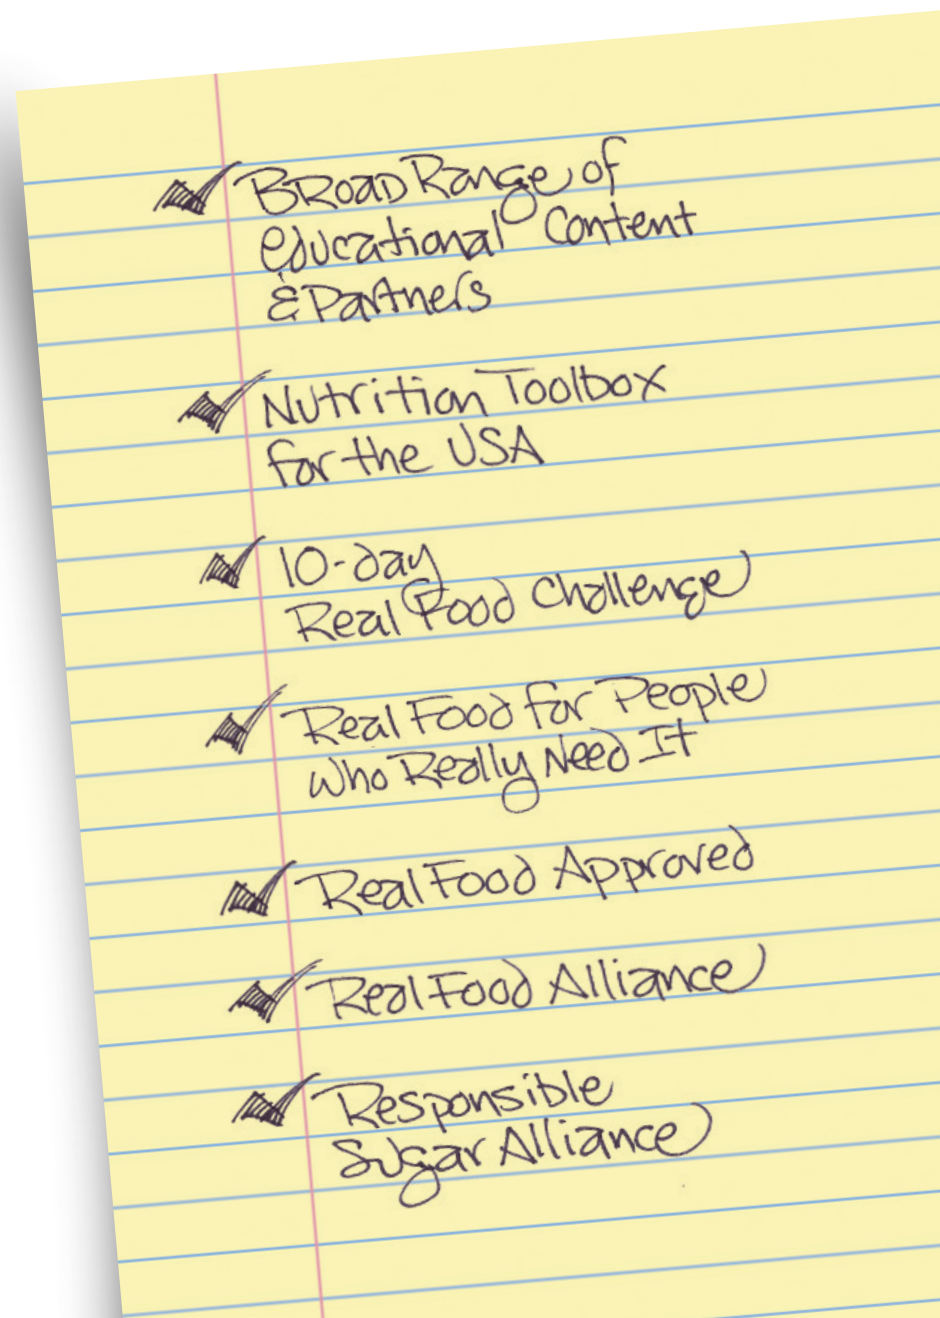 Broad Range of
Educational Content
& Partners
Nutrition Toolbox
for the USA
10-day
Real Food Challenge
Real Food for People
Who Really Need It
Real Food Approved
Real Food Alliance
Responsible
Sugar Alliance